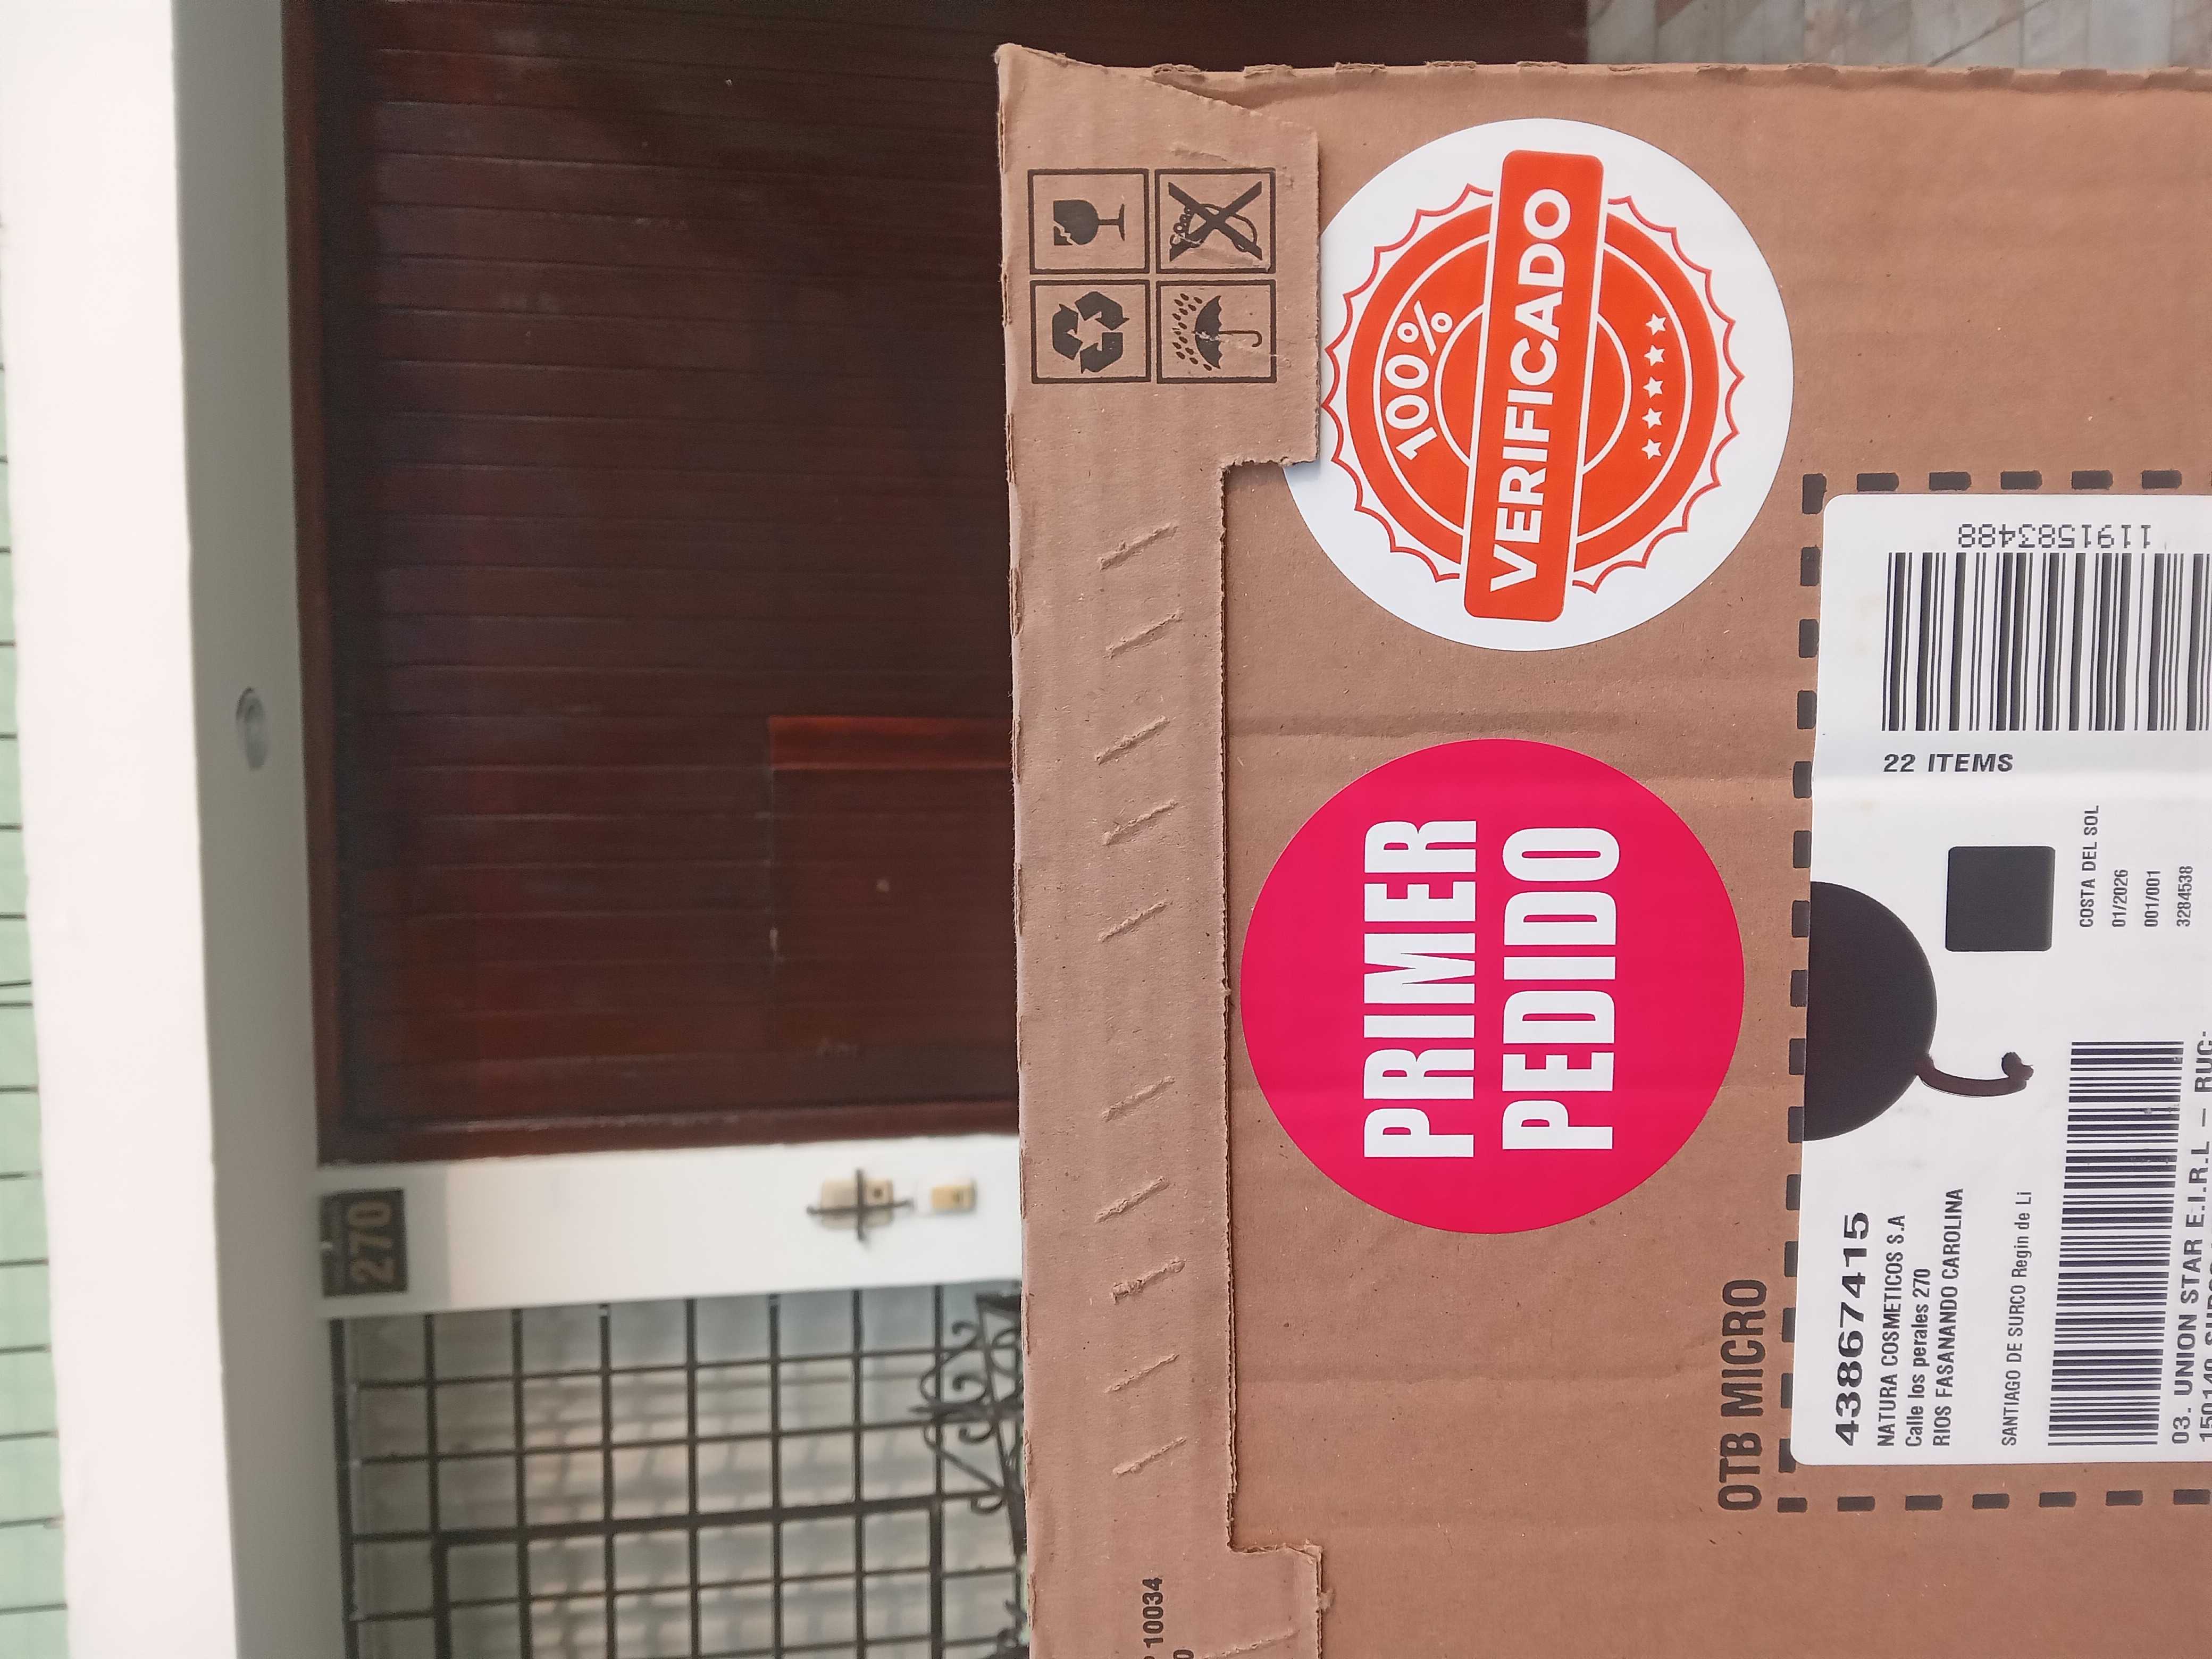 270
100%
VERIFICADO
PRIMER
PEDIDO
OTB MICRO
43867415
NATURA COSMETICOS S.A
Calle los perales 270
RIOS FASANANDO CAROLINA
SANTIAGO DE SURCO Regin de Li
03. UNION STAR E.I.R.L – RUC:
22 ITEMS
1191583488
COSTA DEL SOL
01/2026
001/001
3284538
10034